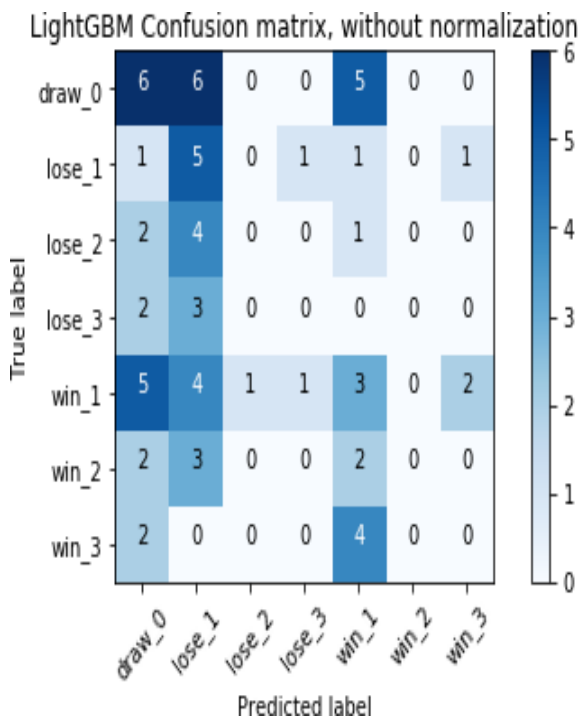 LightGBM Confusion matrix, without normalization
draw_0 6 6 0 0 5 0 0
lose_1 1 5 0 1 1 0 1
lose_2 2 4 0 0 1 0 0
lose_3 2 3 0 0 0 0 0
win_1 5 4 1 1 3 0 2
win_2 2 3 0 0 2 0 0
win_3 2 0 0 0 4 0 0
draw_0 lose_1 lose_2 lose_3 win_1 win_2 win_3
Predicted label
True label
6
5
4
3
2
1
0